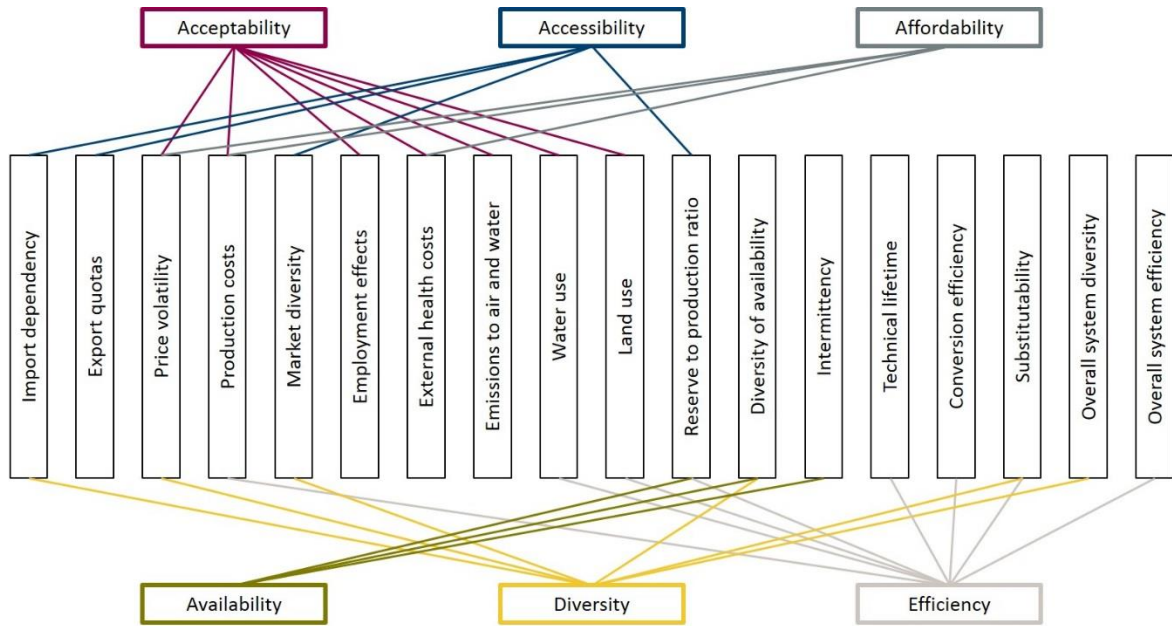 Acceptability
Accessibility
Affordability
Import dependency
Export quotas
Price volatility
Production costs
Market diversity
Employment effects
External health costs
Emissions to air and water
Water use
Land use
Reserve to production ratio
Diversity of availability
Intermittency
Technical lifetime
Conversion efficiency
Substitutability
Overall system diversity
Overall system efficiency
Availability
Diversity
Efficiency